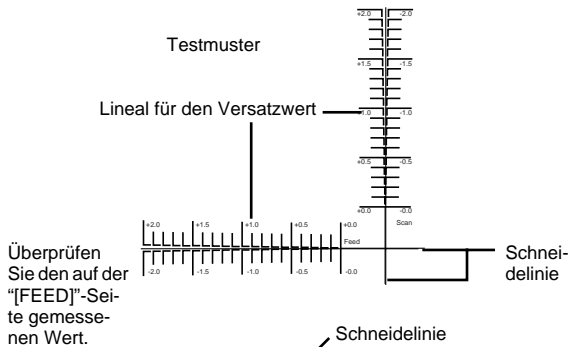 +2.0 -2.0
Testmuster
+1.5 -1.5
Lineal für den Versatzwert
+1.0 -1.0
+0.5 -0.5
+0.0 -0.0
Scan
+2.0 +1.5 +1.0 +0.5 +0.0
Feed
-2.0 -1.5 -1.0 -0.5 -0.0
Überprüfen
Sie den auf der
“[FEED]”-Sei-
te gemesse-
nen Wert.
Schnei-
delinie
Schneidelinie